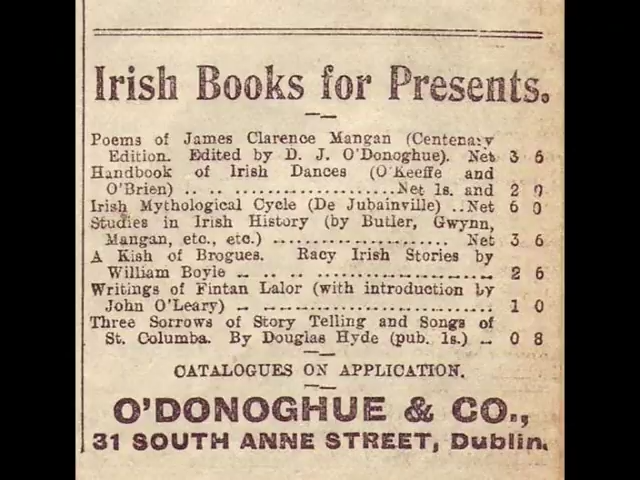 Irish Books for Presents.
Poems of James Clarence Mangan (Centenary
Edition. Edited by D. J. O'Donoghue). Net 3 6
Handbook of Irish Dances (O'Keeffe and
O'Brien) .. .....................Net 1s. and 2 0
Irish Mythological Cycle (De Jubainville) ..Net 6 0
Studies in Irish History (by Butler, Gwynn,
Mangan, etc., etc.) ...................... Net 3 6
A Kish of Brogues. Racy Irish Stories by
William Boyle .. .. .. ...................... 2 6
Writings of Fintan Lalor (with introduction by
John O'Leary) .. ............................ 1 0
Three Sorrows of Story Telling and Songs of
St. Columba. By Douglas Hyde (pub. 1s.) .. 0 8
CATALOGUES ON APPLICATION.
O'DONOGHUE & CO.,
31 SOUTH ANNE STREET, Dublin.